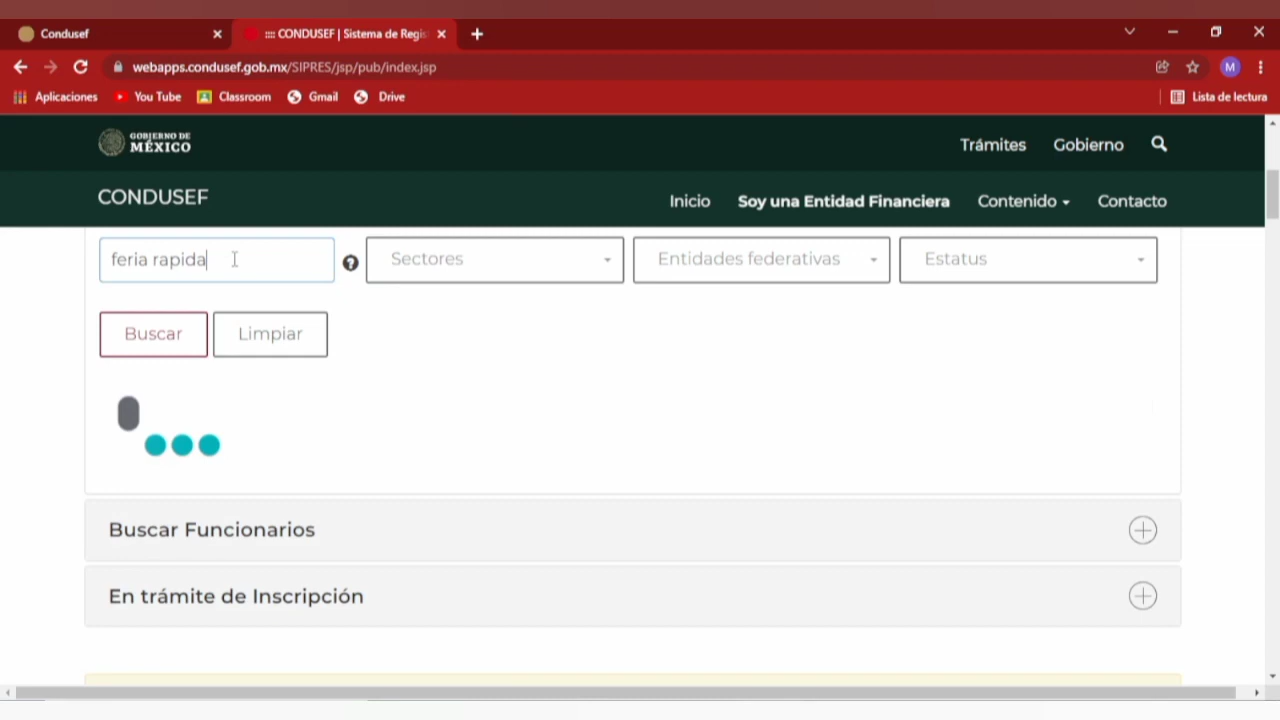 Condusef
:::: CONDUSEF | Sistema de Regis
webapps.condusef.gob.mx/SIPRES/jsp/pub/index.jsp
M
Aplicaciones
You Tube
Classroom
Gmail
Drive
Lista de lectura
GOBIERNO DE
MÉXICO
Trámites
Gobierno
CONDUSEF
Inicio
Soy una Entidad Financiera
Contenido
Contacto
feria rapida
Sectores
Entidades federativas
Estatus
Buscar
Limpiar
Buscar Funcionarios
En trámite de Inscripción